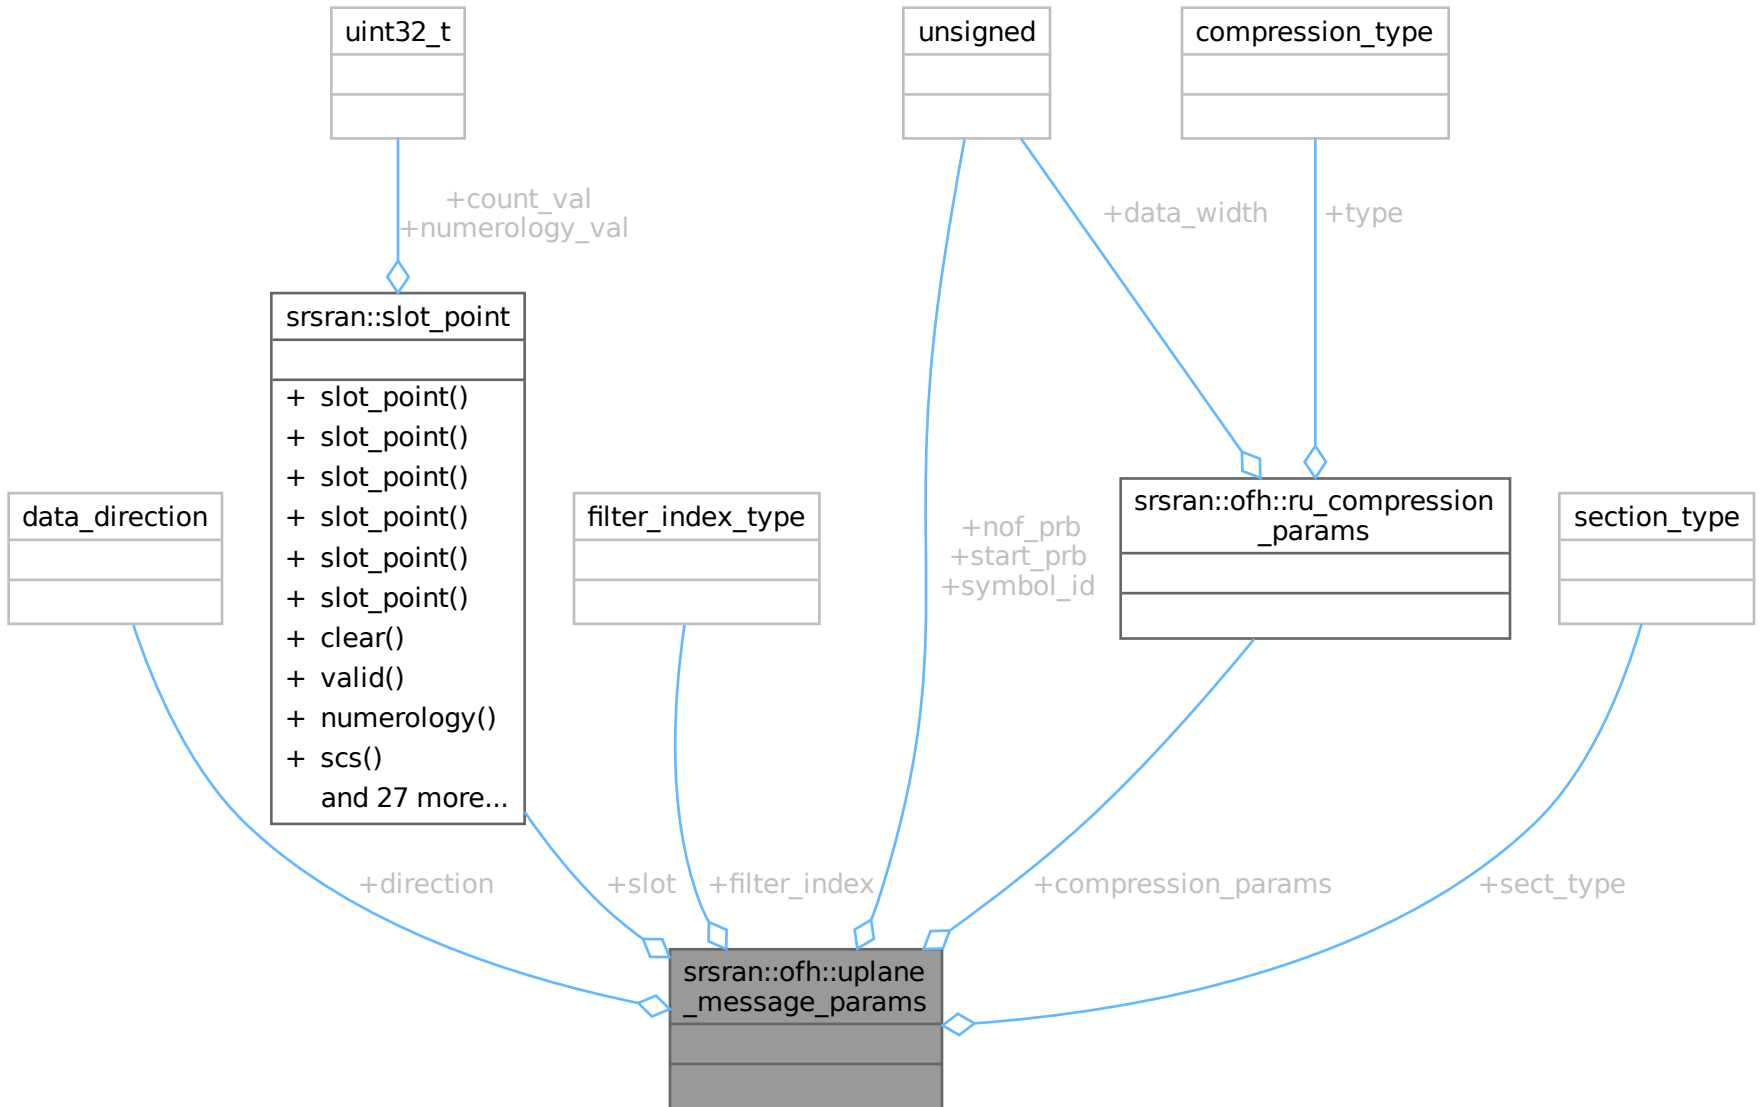 uint32_t
unsigned
compression_type
+count_val
+numerology_val
+data_width
+type
srsran::slot_point
+ slot_point()
+ slot_point()
+ slot_point()
+ slot_point()
+ slot_point()
+ slot_point()
+ clear()
+ valid()
+ numerology()
+ scs()
and 27 more...
data_direction
filter_index_type
+nof_prb
+start_prb
+symbol_id
srsran::ofh::ru_compression
_params
section_type
+direction
+slot
+filter_index
+compression_params
+sect_type
srsran::ofh::uplane
_message_params